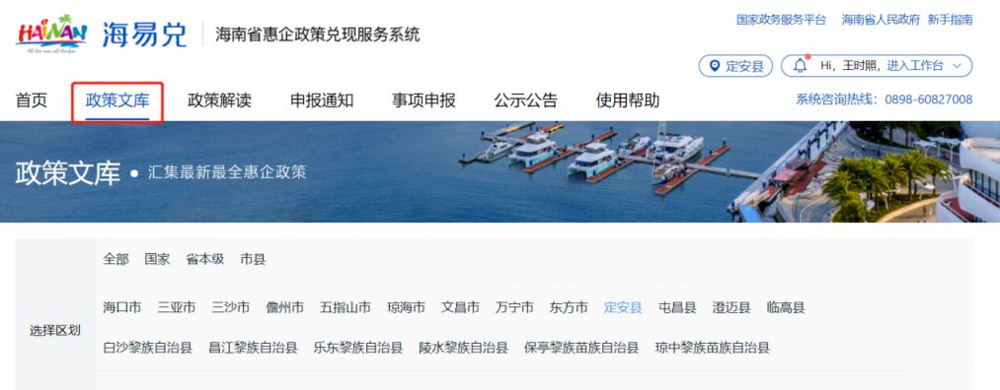 国家政务服务平台 海南省人民政府 新手指南
HAINAN 海易兑 海南省惠企政策兑现服务系统
定安县 Hi，王时照，进入工作台
首页 政策文库 政策解读 申报通知 事项申报 公示公告 使用帮助 系统咨询热线：0898-60827008
政策文库 • 汇集最新最全惠企政策
全部 国家 省本级 市县
海口市 三亚市 三沙市 儋州市 五指山市 琼海市 文昌市 万宁市 东方市 定安县 屯昌县 澄迈县 临高县
选择区划
白沙黎族自治县 昌江黎族自治县 乐东黎族自治县 陵水黎族自治县 保亭黎族苗族自治县 琼中黎族苗族自治县